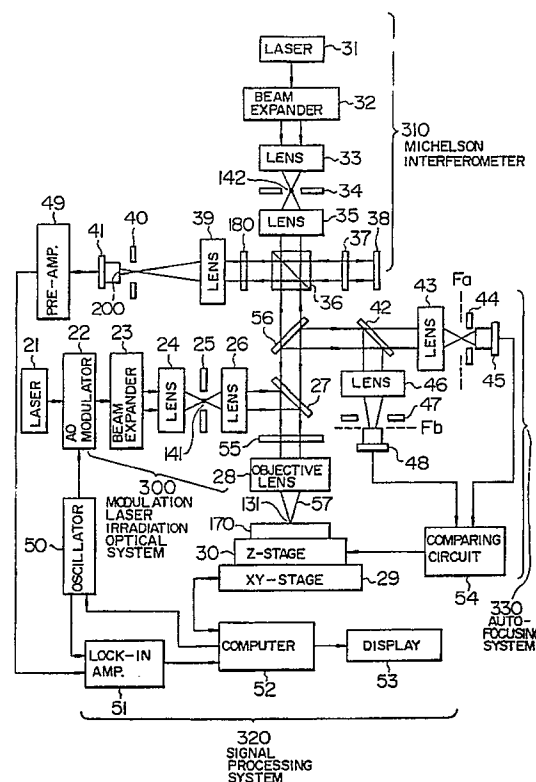 LASER
31
BEAM
EXPANDER
32
310
MICHELSON
INTERFEROMETER
LENS
33
142
34
LENS
35
49
41
40
39
180
37
38
PRE-AMP.
200
LENS
36
56
42
43
Fa
44
LENS
45
21
22
23
24
25
26
27
LASER
AO
MODULATOR
BEAM
EXPANDER
LENS
LENS
141
LENS
46
47
Fb
48
55
28
OBJECTIVE
LENS
131
57
300
MODULATION
LASER
IRRADIATION
OPTICAL
SYSTEM
50
OSCILLATOR
170
30
Z-STAGE
XY-STAGE
29
COMPARING
CIRCUIT
54
330
AUTO-
FOCUSING
SYSTEM
LOCK-IN
AMP.
51
COMPUTER
52
DISPLAY
53
320
SIGNAL
PROCESSING
SYSTEM